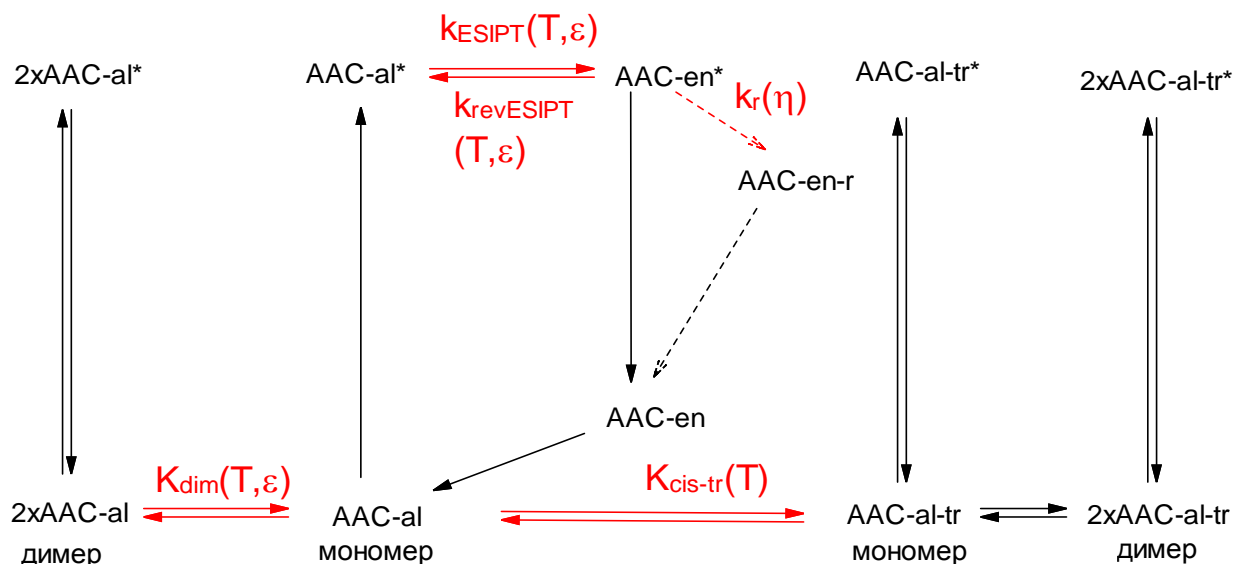 kESIPT(T,ε)
2xAAC-al*
AAC-al*
AAC-en*
AAC-al-tr*
2xAAC-al-tr*
krevESIPT
(T,ε)
kr(η)
AAC-en-r
AAC-en
Kdim(T,ε)
Kcis-tr(T)
2xAAC-al
димер
AAC-al
мономер
AAC-al-tr
мономер
2xAAC-al-tr
димер